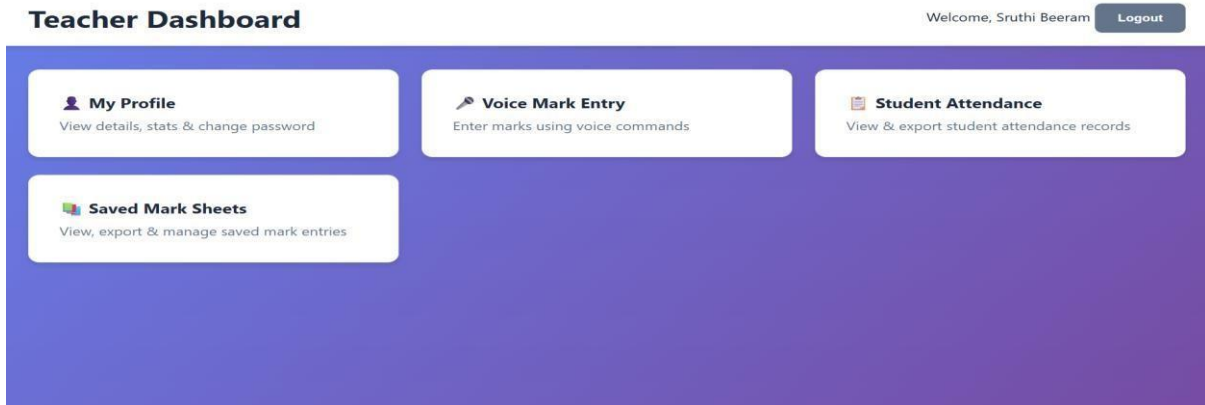 Teacher Dashboard
Welcome, Sruthi Beeram
Logout
My Profile
View details, stats & change password
Voice Mark Entry
Enter marks using voice commands
Student Attendance
View & export student attendance records
Saved Mark Sheets
View, export & manage saved mark entries